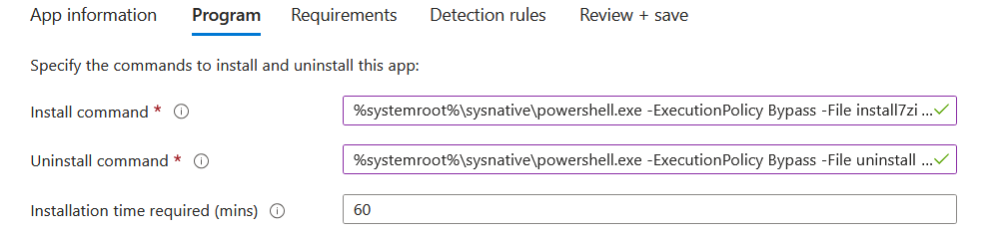 App information Program Requirements Detection rules Review + save
Specify the commands to install and uninstall this app:
Install command * %systemroot%\sysnative\powershell.exe -ExecutionPolicy Bypass -File install7zi ...
Uninstall command * %systemroot%\sysnative\powershell.exe -ExecutionPolicy Bypass -File uninstall ...
Installation time required (mins) 60